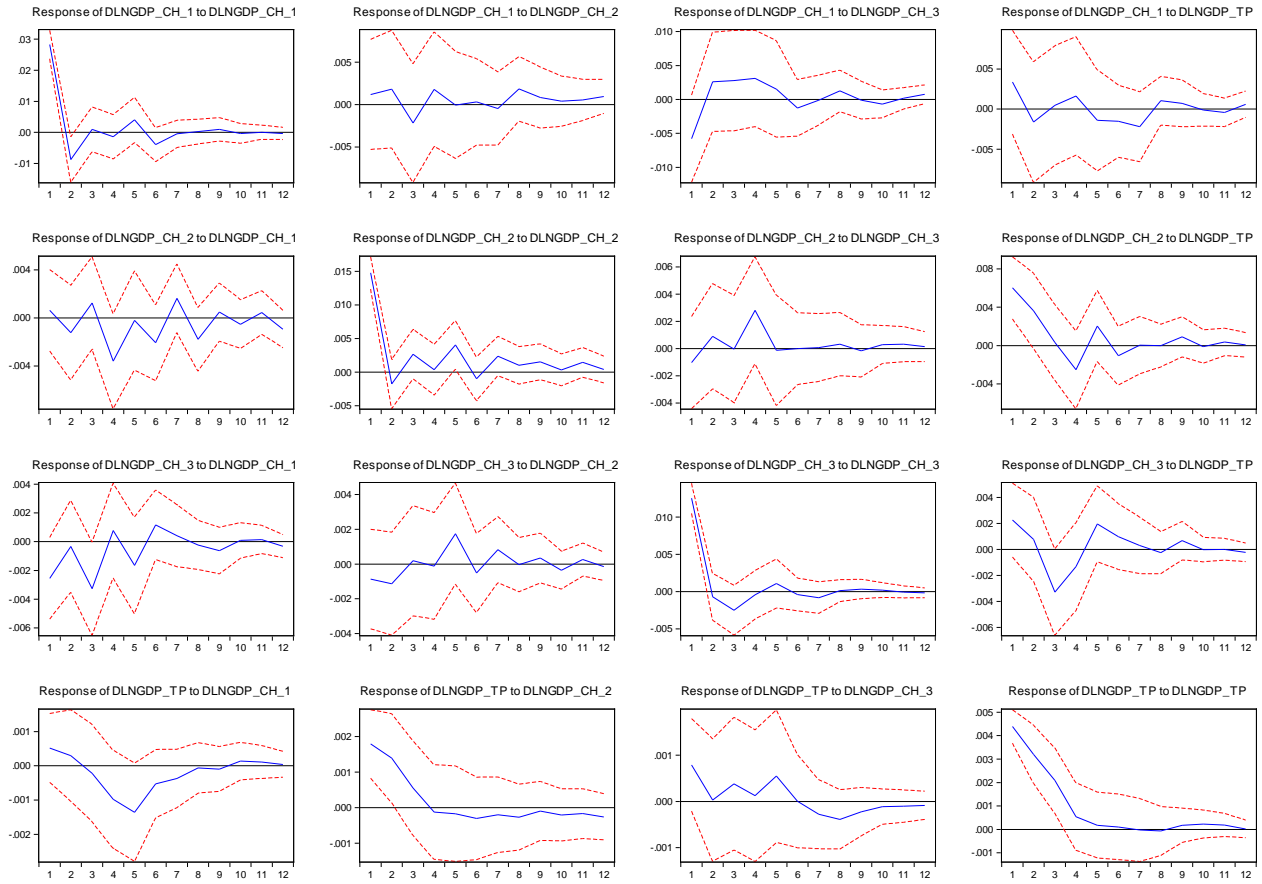 Response of DLNGDP_CH_1 to DLNGDP_CH_1
.03
.02
.01
.00
-.01
1 2 3 4 5 6 7 8 9 10 11 12
Response of DLNGDP_CH_1 to DLNGDP_CH_2
.005
.000
-.005
1 2 3 4 5 6 7 8 9 10 11 12
Response of DLNGDP_CH_1 to DLNGDP_CH_3
.010
.005
.000
-.005
-.010
1 2 3 4 5 6 7 8 9 10 11 12
Response of DLNGDP_CH_1 to DLNGDP_TP
.005
.000
-.005
1 2 3 4 5 6 7 8 9 10 11 12
Response of DLNGDP_CH_2 to DLNGDP_CH_1
.004
.000
-.004
1 2 3 4 5 6 7 8 9 10 11 12
Response of DLNGDP_CH_2 to DLNGDP_CH_2
.015
.010
.005
.000
-.005
1 2 3 4 5 6 7 8 9 10 11 12
Response of DLNGDP_CH_2 to DLNGDP_CH_3
.006
.004
.002
.000
-.002
-.004
1 2 3 4 5 6 7 8 9 10 11 12
Response of DLNGDP_CH_2 to DLNGDP_TP
.008
.004
.000
-.004
1 2 3 4 5 6 7 8 9 10 11 12
Response of DLNGDP_CH_3 to DLNGDP_CH_1
.004
.002
.000
-.002
-.004
-.006
1 2 3 4 5 6 7 8 9 10 11 12
Response of DLNGDP_CH_3 to DLNGDP_CH_2
.004
.002
.000
-.002
-.004
1 2 3 4 5 6 7 8 9 10 11 12
Response of DLNGDP_CH_3 to DLNGDP_CH_3
.010
.005
.000
-.005
1 2 3 4 5 6 7 8 9 10 11 12
Response of DLNGDP_CH_3 to DLNGDP_TP
.004
.002
.000
-.002
-.004
-.006
1 2 3 4 5 6 7 8 9 10 11 12
Response of DLNGDP_TP to DLNGDP_CH_1
.001
.000
-.001
-.002
1 2 3 4 5 6 7 8 9 10 11 12
Response of DLNGDP_TP to DLNGDP_CH_2
.002
.001
.000
-.001
1 2 3 4 5 6 7 8 9 10 11 12
Response of DLNGDP_TP to DLNGDP_CH_3
.001
.000
-.001
1 2 3 4 5 6 7 8 9 10 11 12
Response of DLNGDP_TP to DLNGDP_TP
.005
.004
.003
.002
.001
.000
-.001
1 2 3 4 5 6 7 8 9 10 11 12